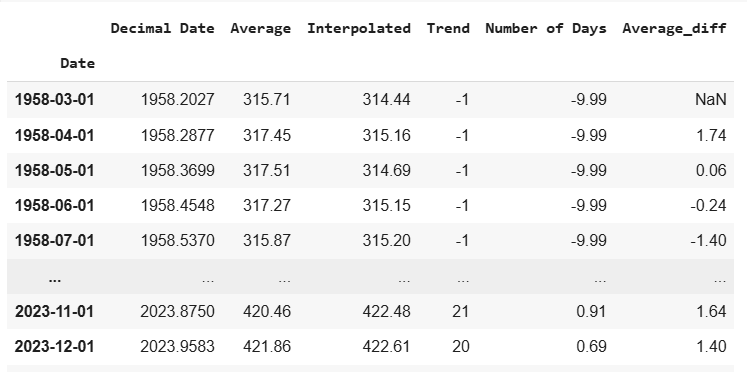 Decimal Date Average Interpolated Trend Number of Days Average_diff
Date
1958-03-01 1958.2027 315.71 314.44 -1 -9.99 NaN
1958-04-01 1958.2877 317.45 315.16 -1 -9.99 1.74
1958-05-01 1958.3699 317.51 314.69 -1 -9.99 0.06
1958-06-01 1958.4548 317.27 315.15 -1 -9.99 -0.24
1958-07-01 1958.5370 315.87 315.20 -1 -9.99 -1.40
... ... ... ... ... ... ...
2023-11-01 2023.8750 420.46 422.48 21 0.91 1.64
2023-12-01 2023.9583 421.86 422.61 20 0.69 1.40